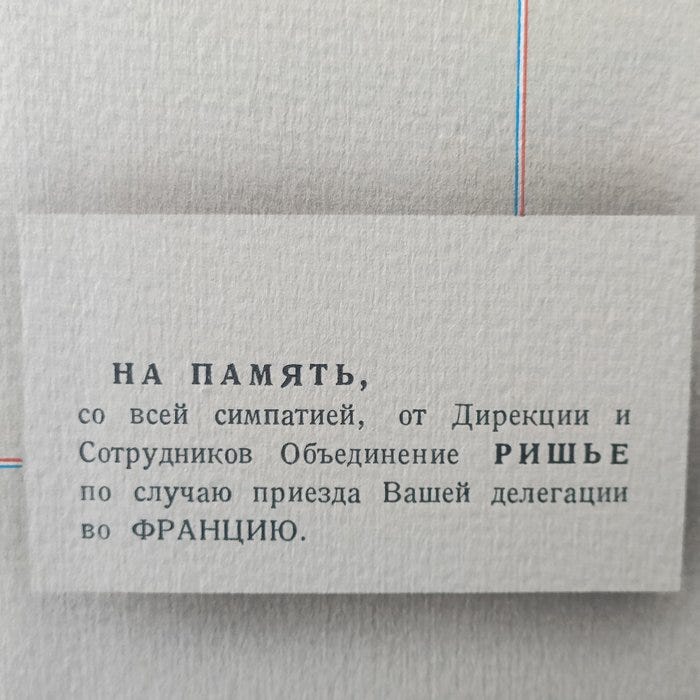 НА ПАМЯТЬ,
со всей симпатией, от Дирекции и
Сотрудников Объединение РИШЬЕ
по случаю приезда Вашей делегации
во ФРАНЦИЮ.